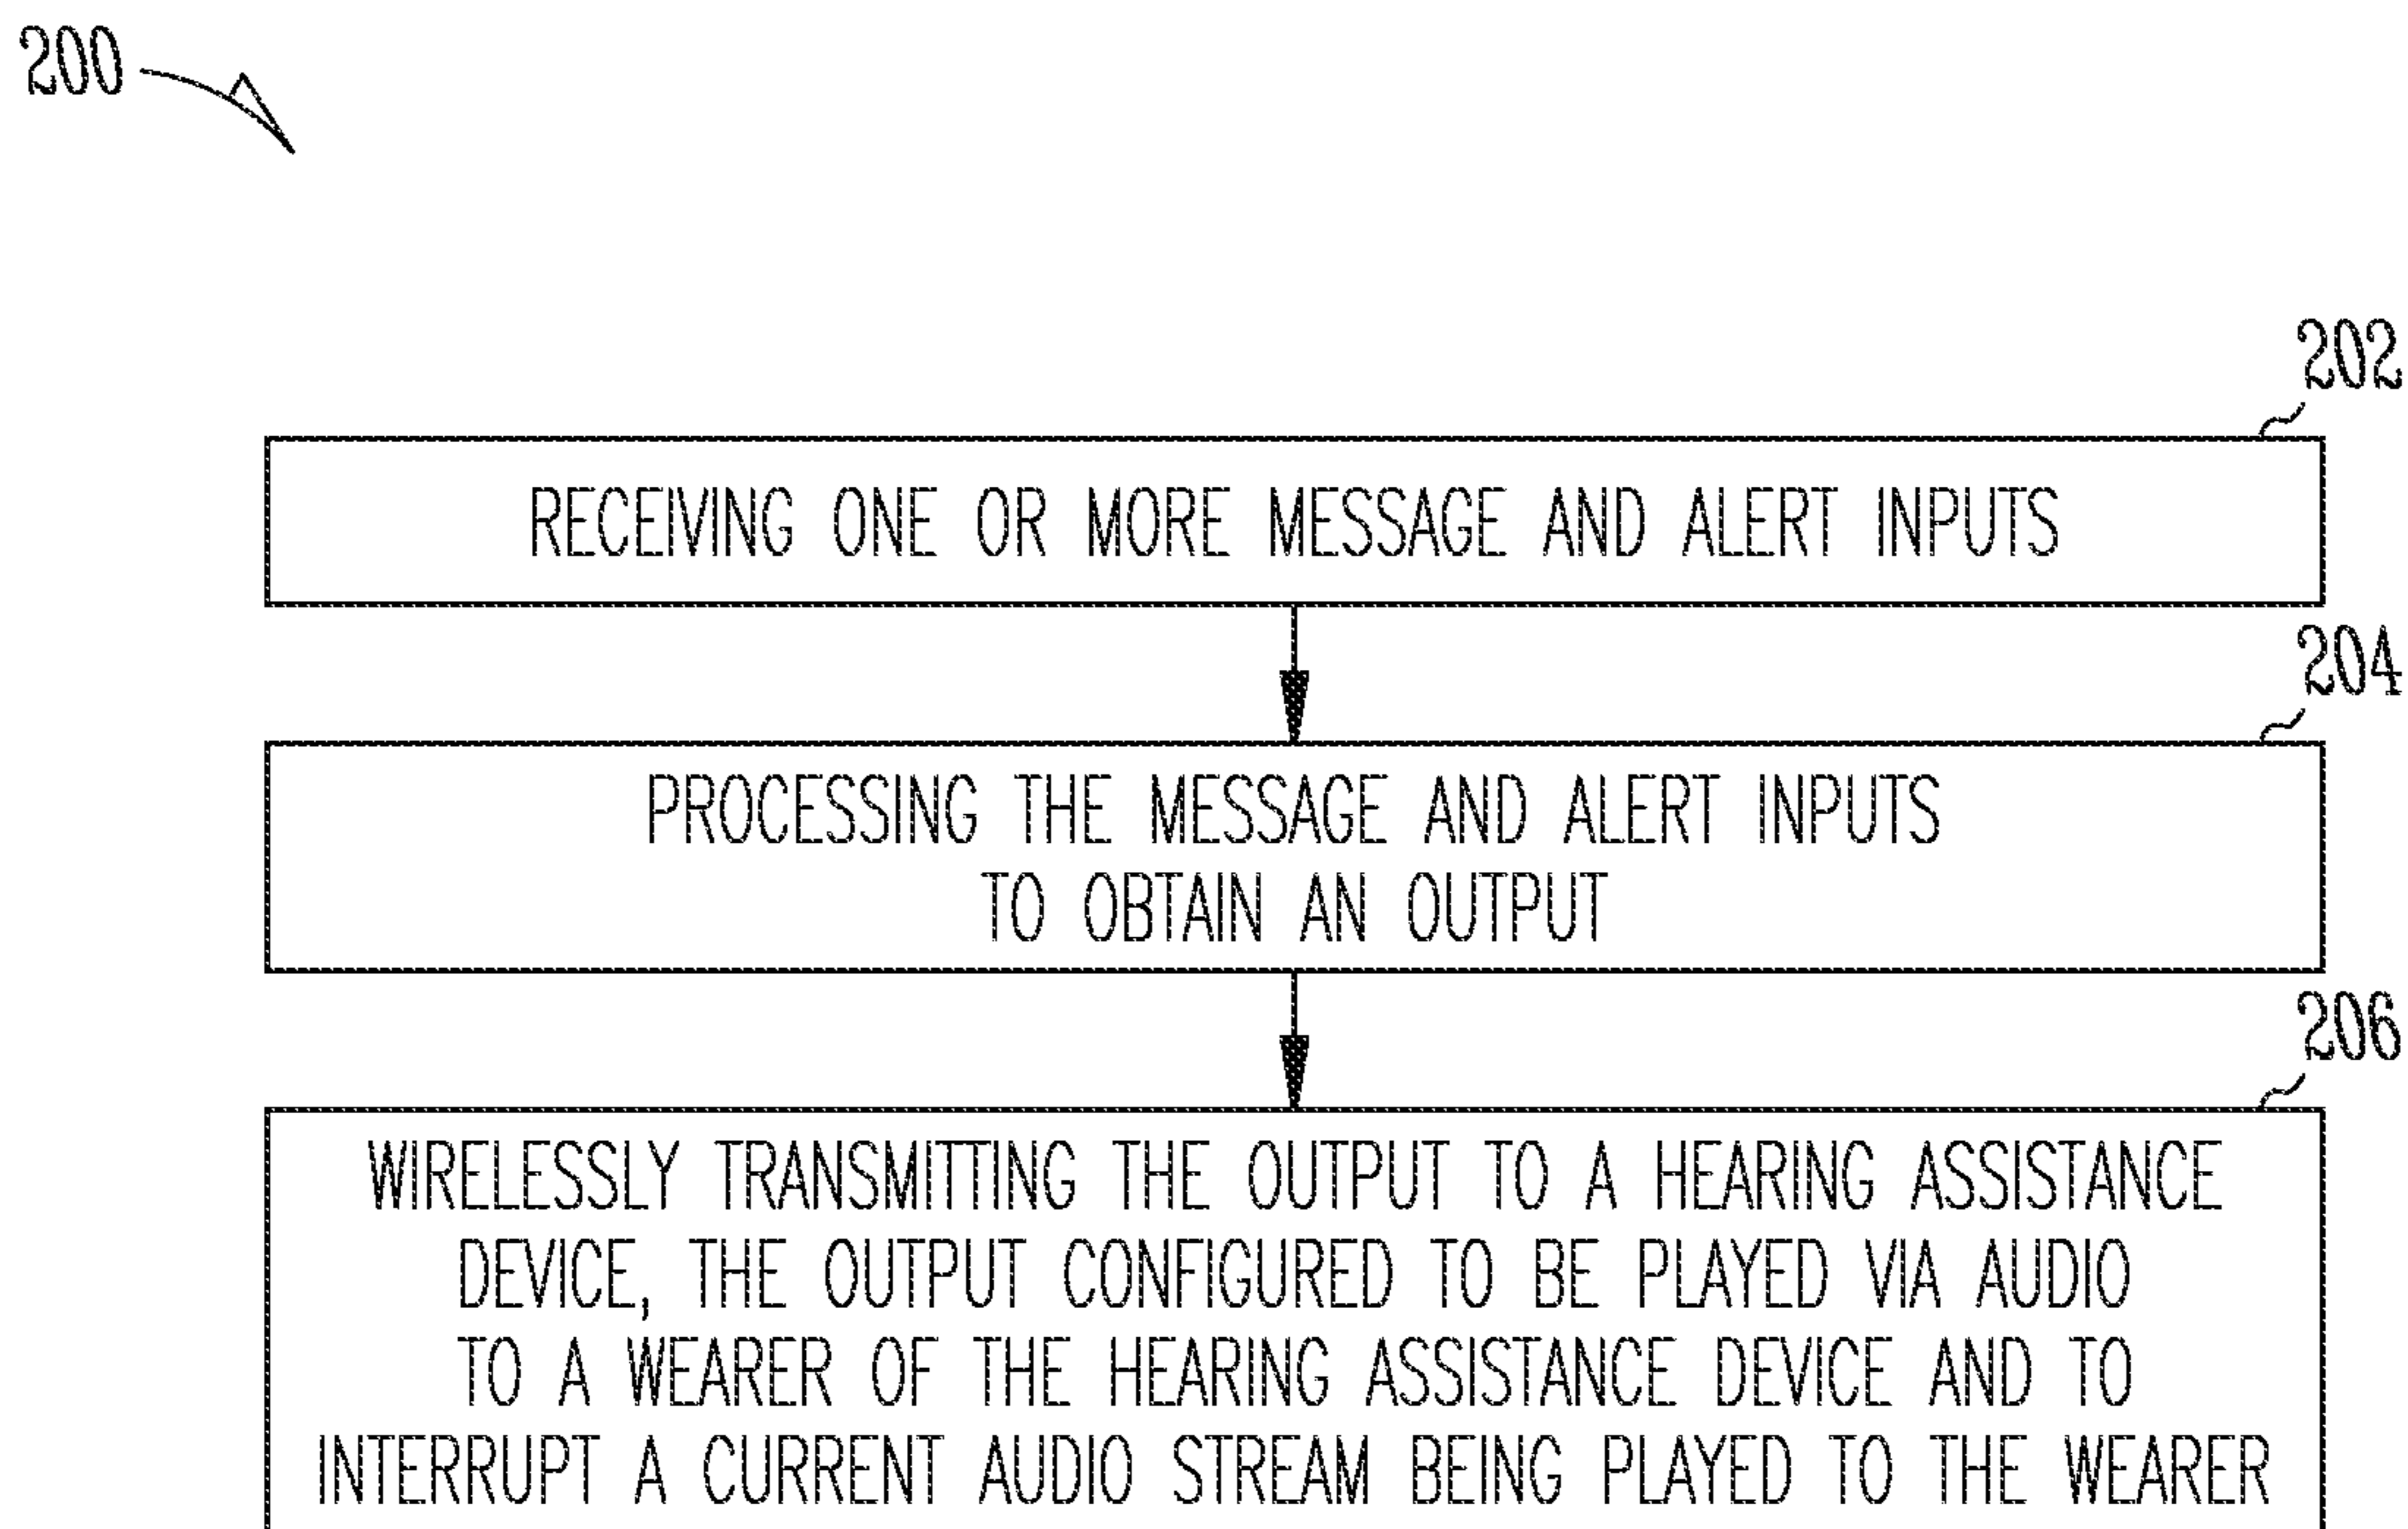 200
202
RECEIVING ONE OR MORE MESSAGE AND ALERT INPUTS
204
PROCESSING THE MESSAGE AND ALERT INPUTS
TO OBTAIN AN OUTPUT
206
WIRELESSLY TRANSMITTING THE OUTPUT TO A HEARING ASSISTANCE
DEVICE, THE OUTPUT CONFIGURED TO BE PLAYED VIA AUDIO
TO A WEARER OF THE HEARING ASSISTANCE DEVICE AND TO
INTERRUPT A CURRENT AUDIO STREAM BEING PLAYED TO THE WEARER